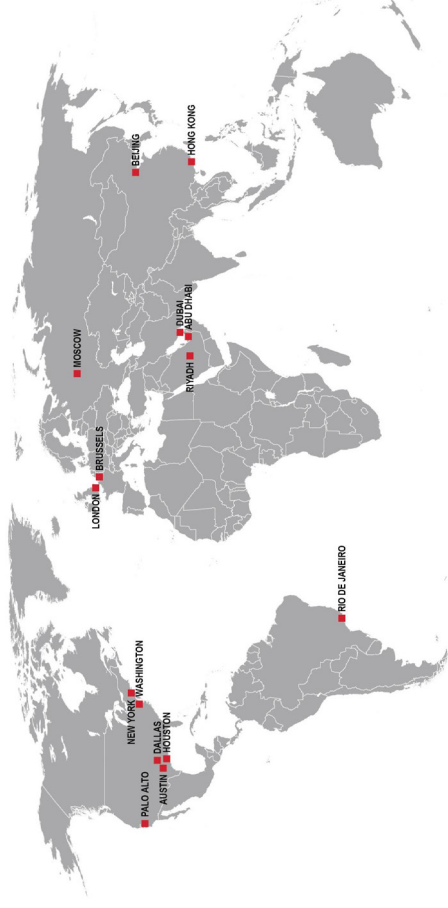 PALO ALTO
AUSTIN
DALLAS
HOUSTON
NEW YORK
WASHINGTON
RIO DE JANEIRO
LONDON
BRUSSELS
MOSCOW
RIYADH
DUBAI
ABU DHABI
BEIJING
HONG KONG